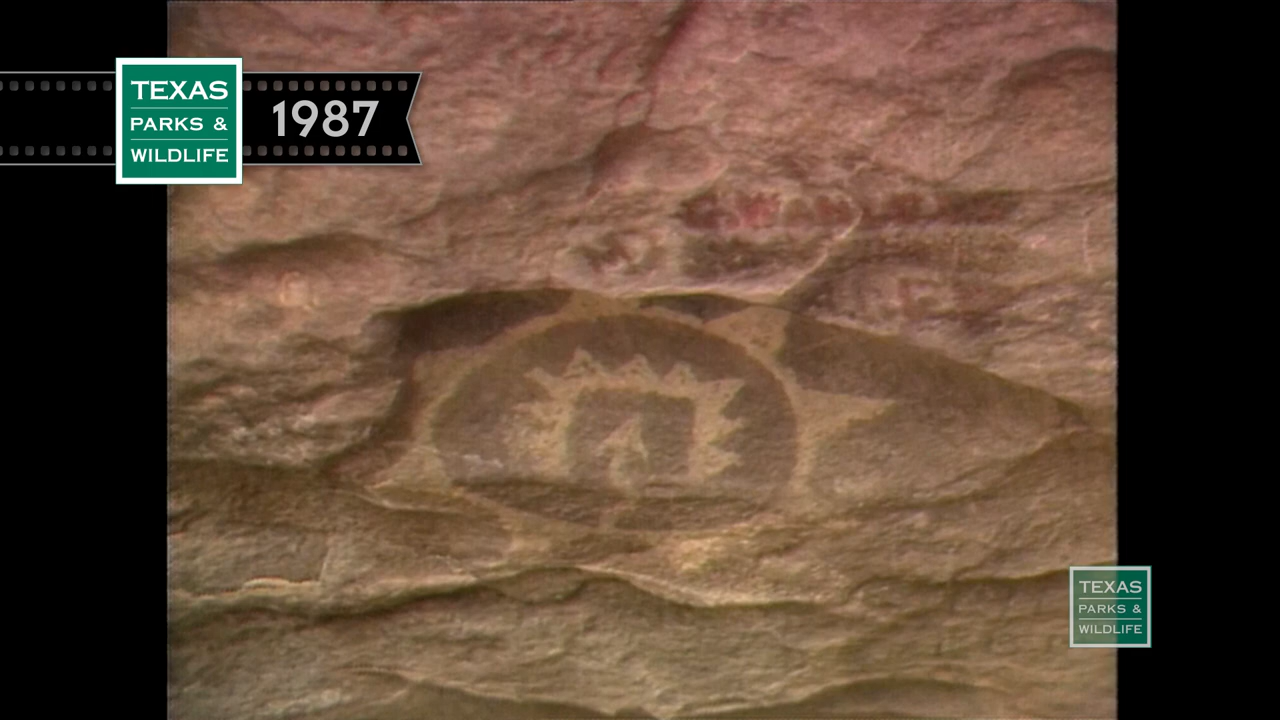 TEXAS
PARKS &
WILDLIFE
1987
TEXAS
PARKS &
WILDLIFE